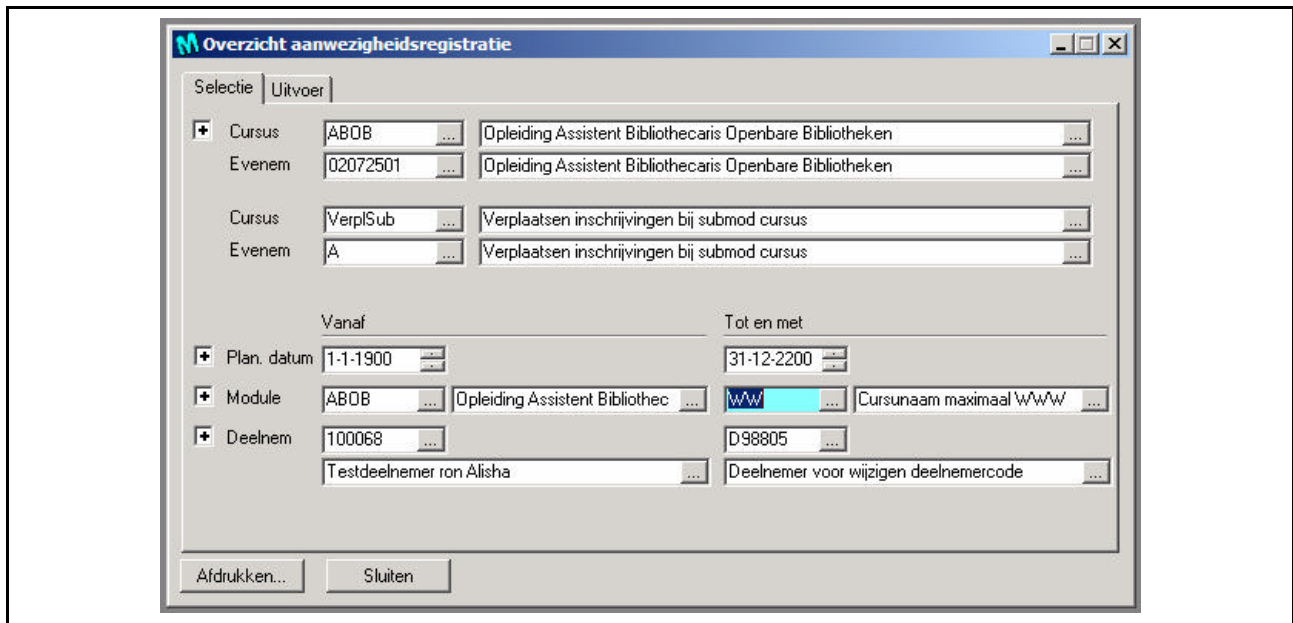 Overzicht aanwezigheidsregistratie
Selectie Uitvoer
Cursus ABOB ... Opleiding Assistent Bibliothecaris Openbare Bibliotheken ...
Evenem 02072501 ... Opleiding Assistent Bibliothecaris Openbare Bibliotheken ...
Cursus VerplSub ... Verplaatsen inschrijvingen bij submod cursus ...
Evenem A ... Verplaatsen inschrijvingen bij submod cursus ...
Vanaf Tot en met
Plan. datum 1-1-1900 31-12-2200
Module ABOB ... Opleiding Assistent Bibliothec ... WW ... Cursunaam maximaal WWW ...
Deelnem 100068 ... D98805 ...
Testdeelnemer ron Alisha ... Deelnemer voor wijzigen deelnemercode ...
Afdrukken... Sluiten